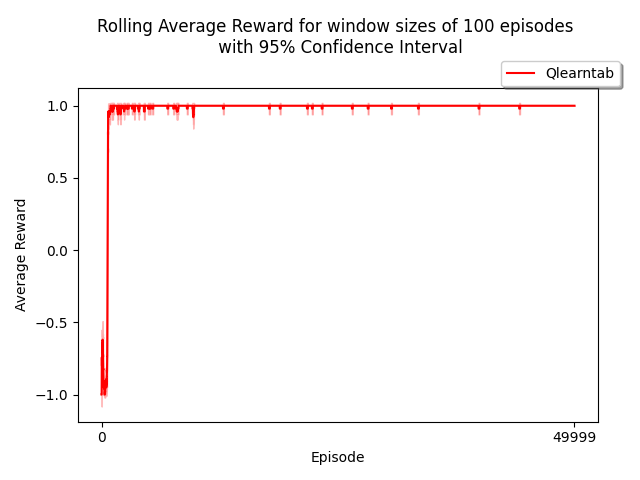 Rolling Average Reward for window sizes of 100 episodes
with 95% Confidence Interval
Qlearntab
1.0
0.5
0.0
−0.5
−1.0
Average Reward
0
49999
Episode